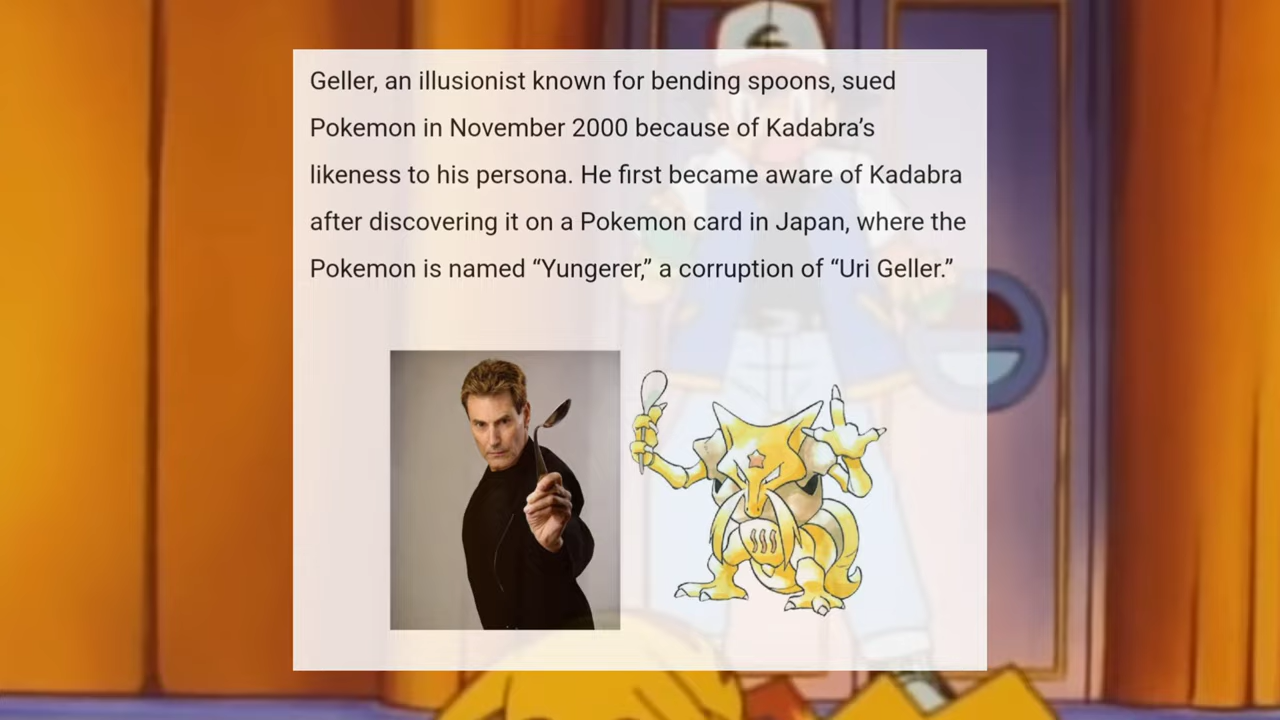 Geller, an illusionist known for bending spoons, sued
Pokemon in November 2000 because of Kadabra’s
likeness to his persona. He first became aware of Kadabra
after discovering it on a Pokemon card in Japan, where the
Pokemon is named “Yungerer,” a corruption of “Uri Geller.”